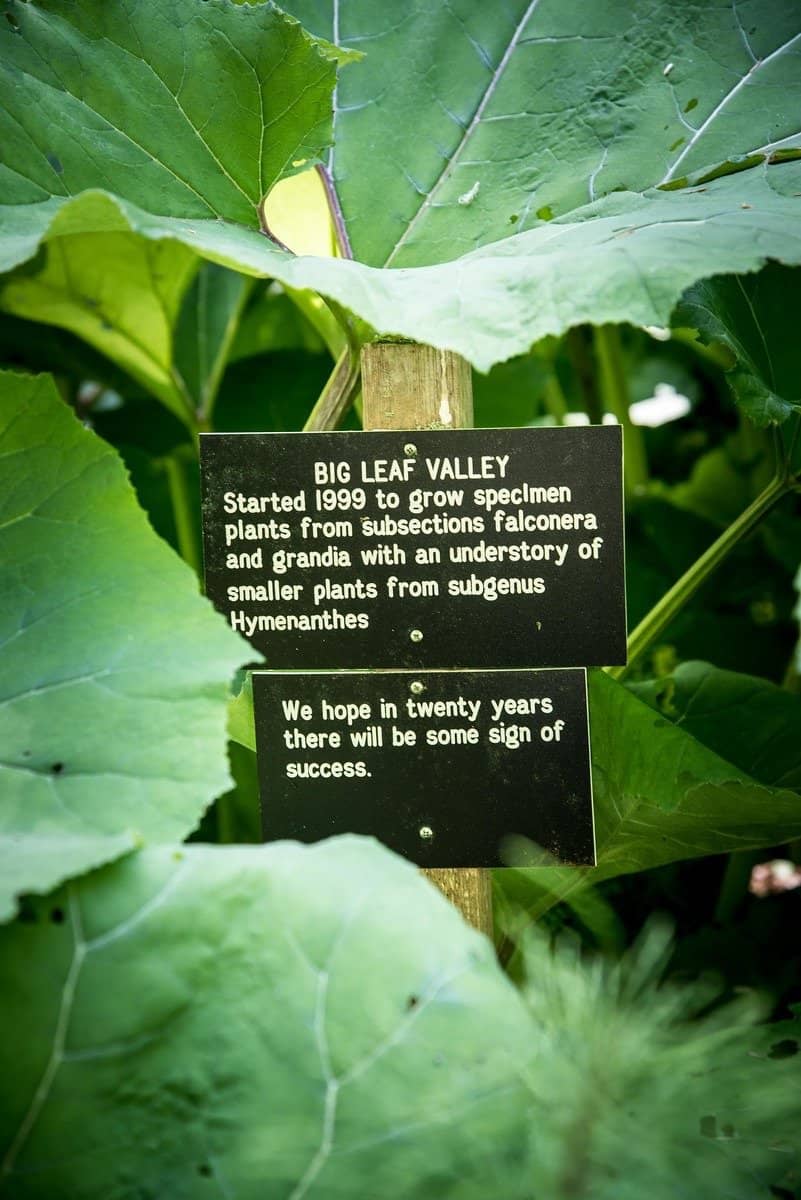 BIG LEAF VALLEY
Started 1999 to grow specimen
plants from subsections falconera
and grandia with an understory of
smaller plants from subgenus
Hymenanthes
We hope in twenty years
there will be some sign of
success.